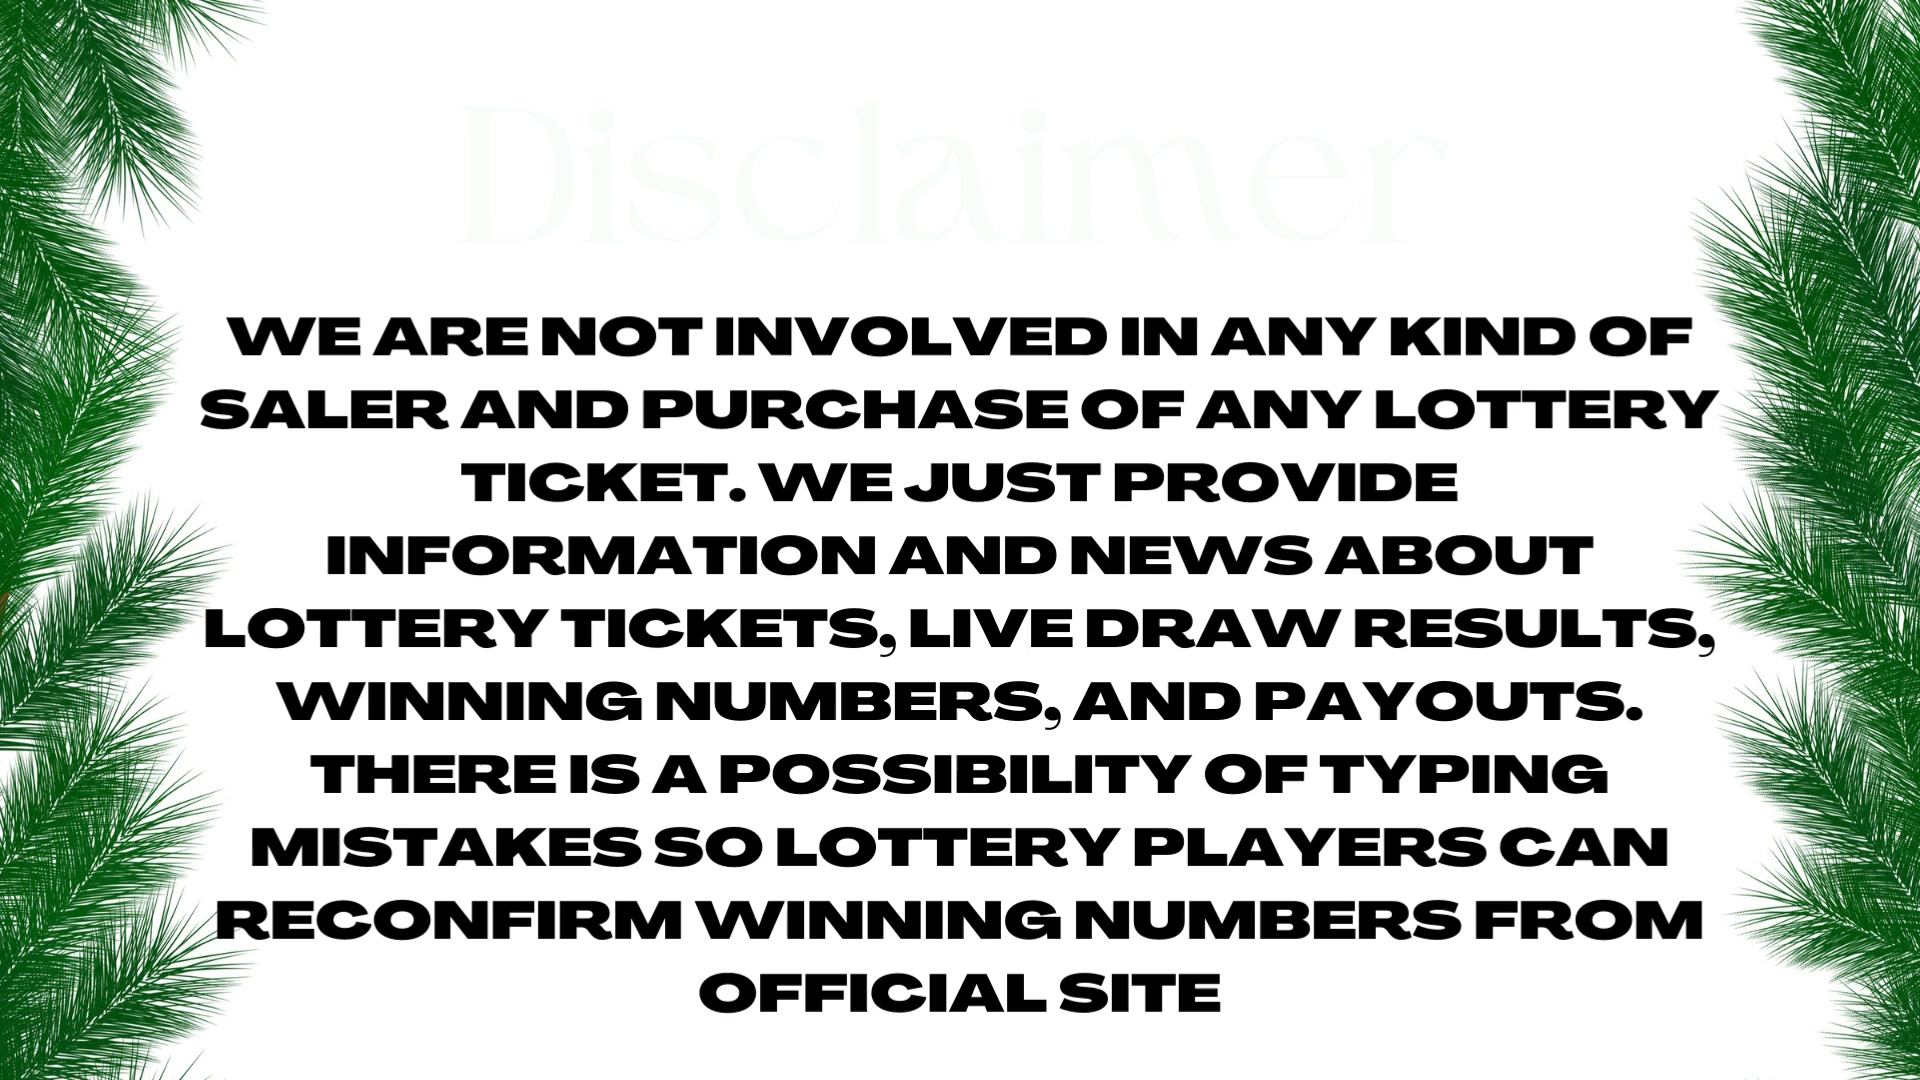 Disclaimer
WE ARE NOT INVOLVED IN ANY KIND OF
SALER AND PURCHASE OF ANY LOTTERY
TICKET. WE JUST PROVIDE
INFORMATION AND NEWS ABOUT
LOTTERY TICKETS, LIVE DRAW RESULTS,
WINNING NUMBERS, AND PAYOUTS.
THERE IS A POSSIBILITY OF TYPING
MISTAKES SO LOTTERY PLAYERS CAN
RECONFIRM WINNING NUMBERS FROM
OFFICIAL SITE